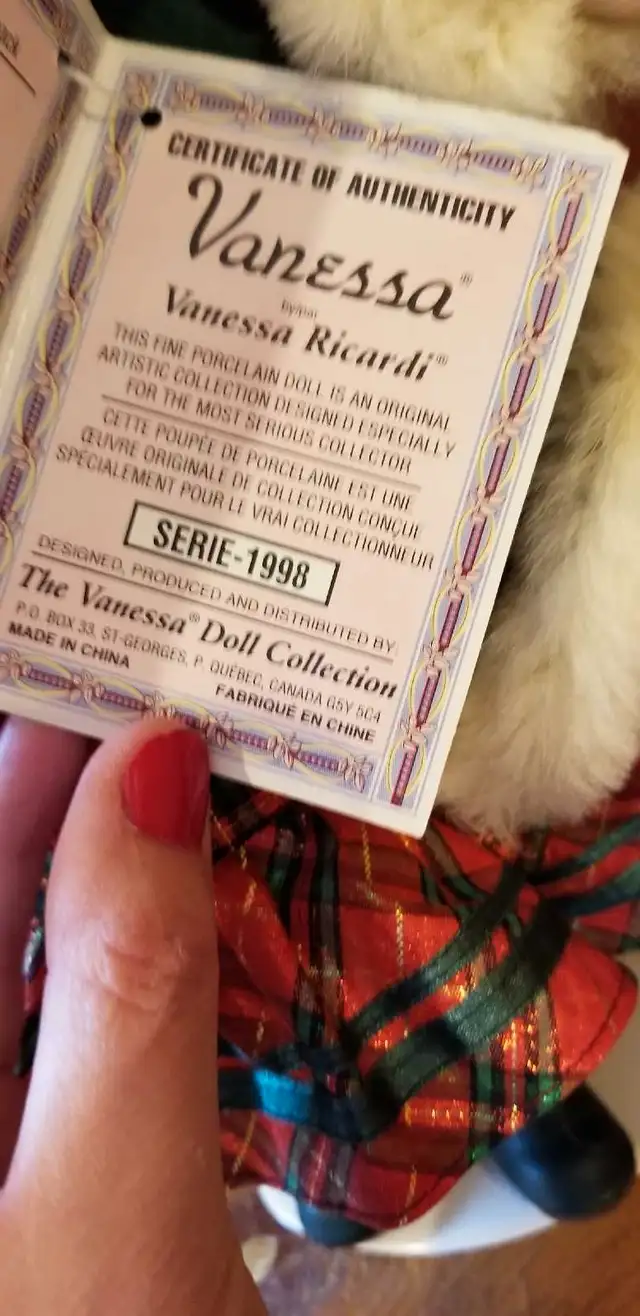 CERTIFICATE OF AUTHENTICITY
Vanessa®
by/par
Vanessa Ricardi®
THIS FINE PORCELAIN DOLL IS AN ORIGINAL
ARTISTIC COLLECTION DESIGNED ESPECIALLY
FOR THE MOST SERIOUS COLLECTOR
CETTE POUPÉE DE PORCELAINE EST UNE
ŒUVRE ORIGINALE DE COLLECTION CONÇUE
SPÉCIALEMENT POUR LE VRAI COLLECTIONNEUR
SERIE-1998
DESIGNED, PRODUCED AND DISTRIBUTED BY:
The Vanessa® Doll Collection
P.O. BOX 33, ST-GEORGES, P. QUÉBEC, CANADA G5Y 5C4
MADE IN CHINA FABRIQUÉ EN CHINE